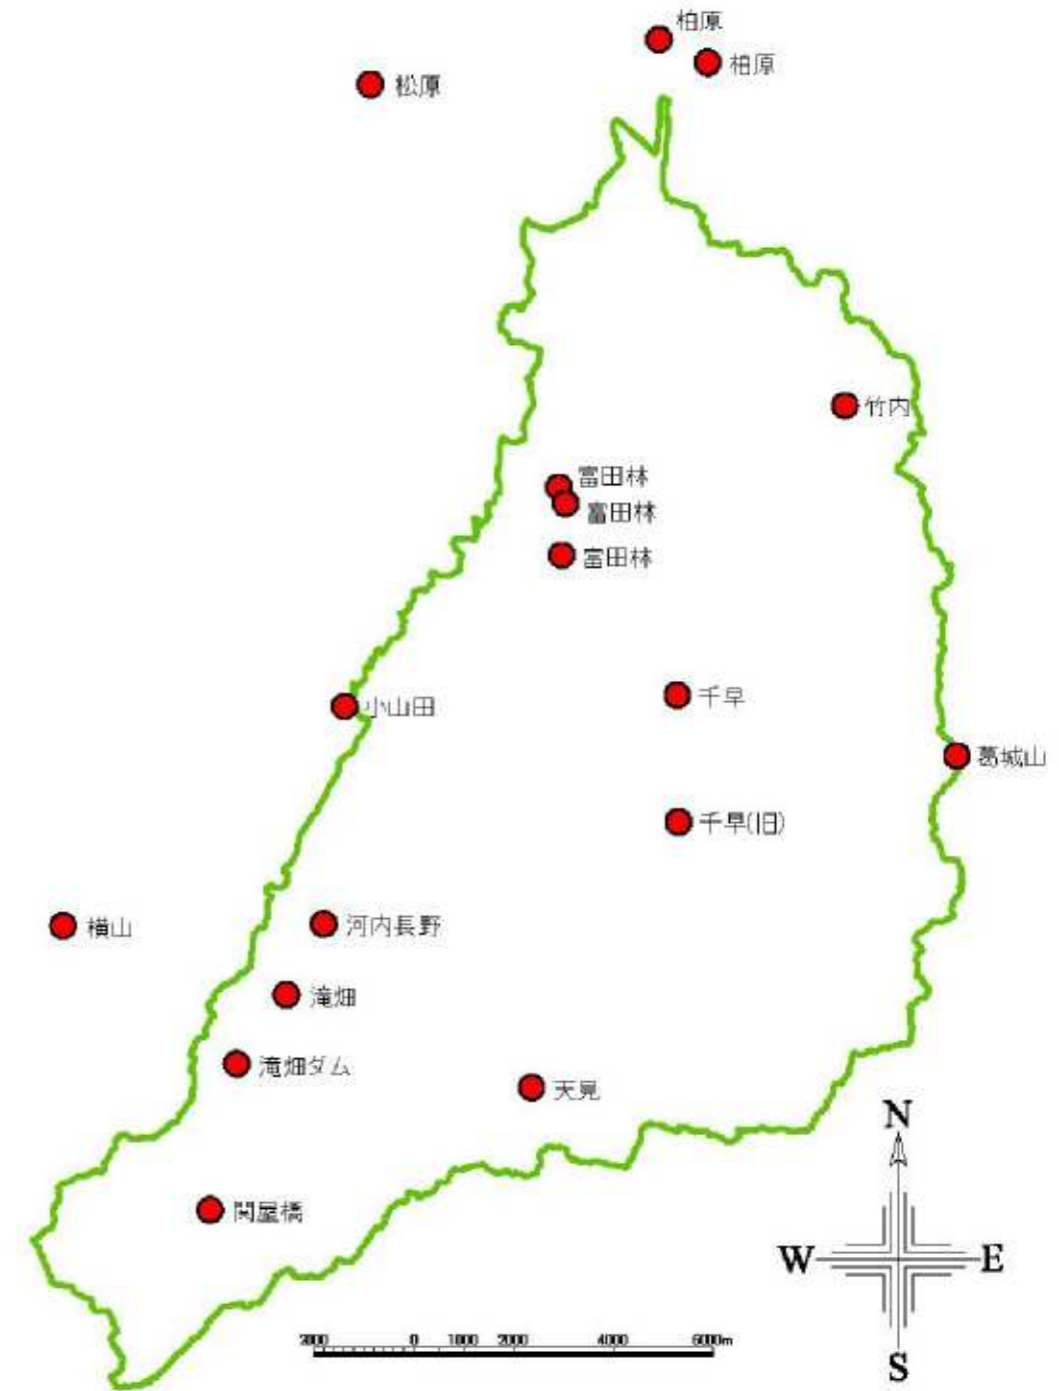 柏原
柏原
松原
竹内
富田林
富田林
富田林
千早
小山田
葛城山
千早(旧)
河内長野
横山
滝畑
滝畑ダム
天見
N
関屋橋
W
E
0
1000
2000
4000
6000m
S